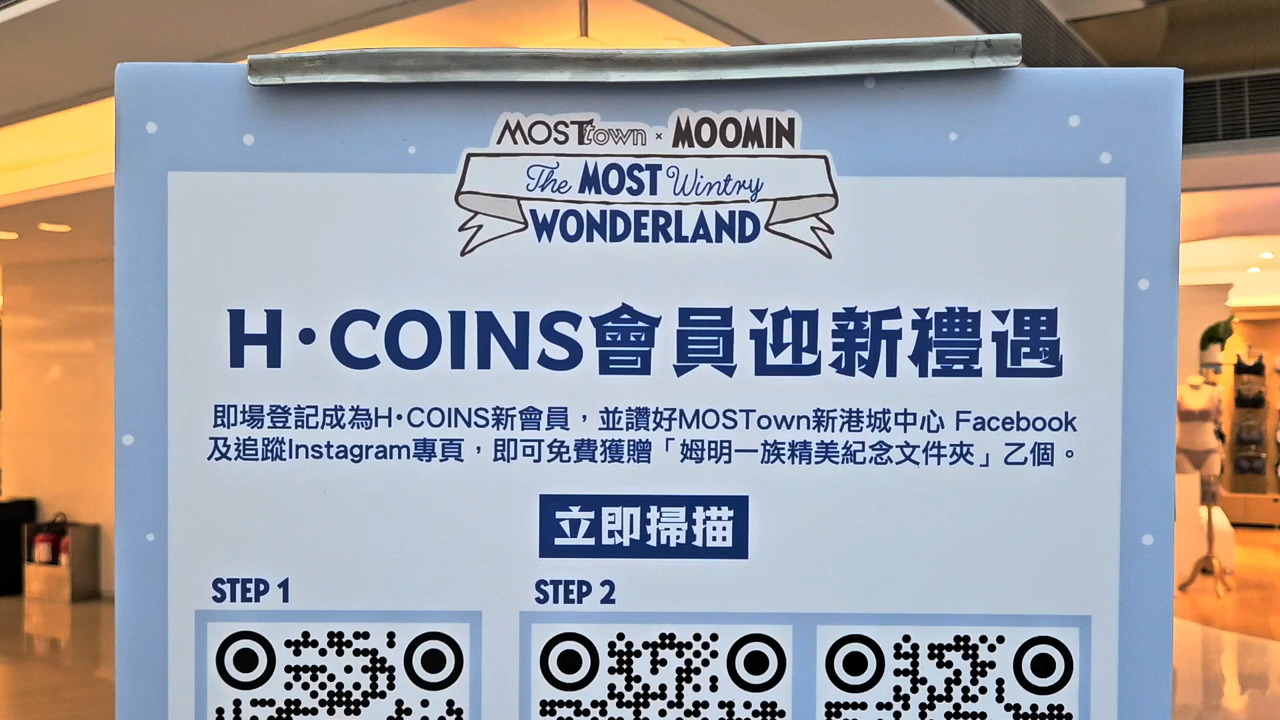 MOSTtown × MOOMIN
The MOST Wintry
WONDERLAND
H·COINS會員迎新禮遇
即場登記成為H·COINS新會員，並讚好MOSTown新港城中心 Facebook
及追蹤Instagram專頁，即可免費獲贈「姆明一族精美紀念文件夾」乙個。
立即掃描
STEP 1
STEP 2